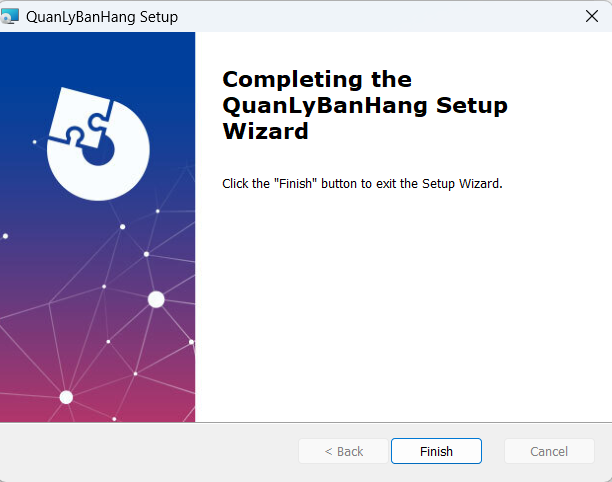 QuanLyBanHang Setup
Completing the
QuanLyBanHang Setup
Wizard
Click the "Finish" button to exit the Setup Wizard.
< Back
Finish
Cancel